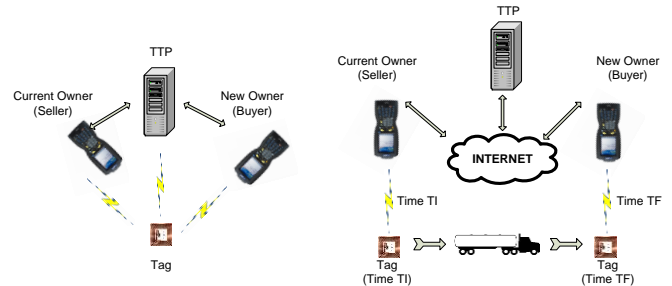 TTP
Current Owner
(Seller)
New Owner
(Buyer)
Tag
TTP
Current Owner
(Seller)
New Owner
(Buyer)
INTERNET
Time TI
Time TF
Tag
(Time TI)
Tag
(Time TF)